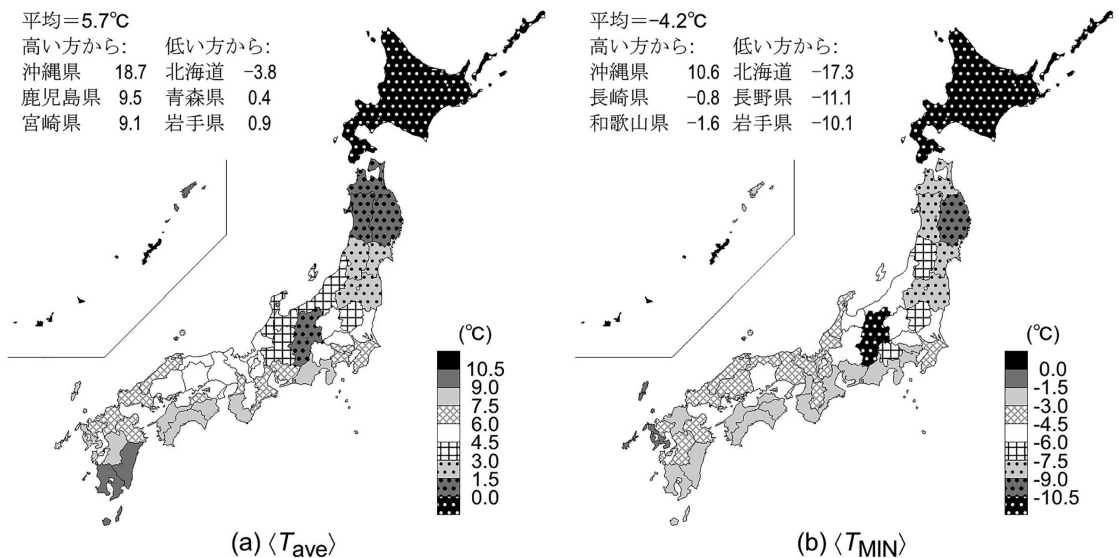 平均=5.7℃
高い方から: 低い方から:
沖縄県 18.7 北海道 −3.8
鹿児島県 9.5 青森県 0.4
宮崎県 9.1 岩手県 0.9
(℃)
10.5
9.0
7.5
6.0
4.5
3.0
1.5
0.0
(a) ⟨Tave⟩
平均=−4.2℃
高い方から: 低い方から:
沖縄県 10.6 北海道 −17.3
長崎県 −0.8 長野県 −11.1
和歌山県 −1.6 岩手県 −10.1
(℃)
0.0
-1.5
-3.0
-4.5
-6.0
-7.5
-9.0
-10.5
(b) ⟨TMIN⟩